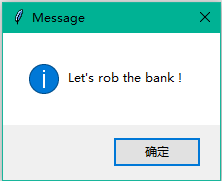 Message
Let's rob the bank !
确定